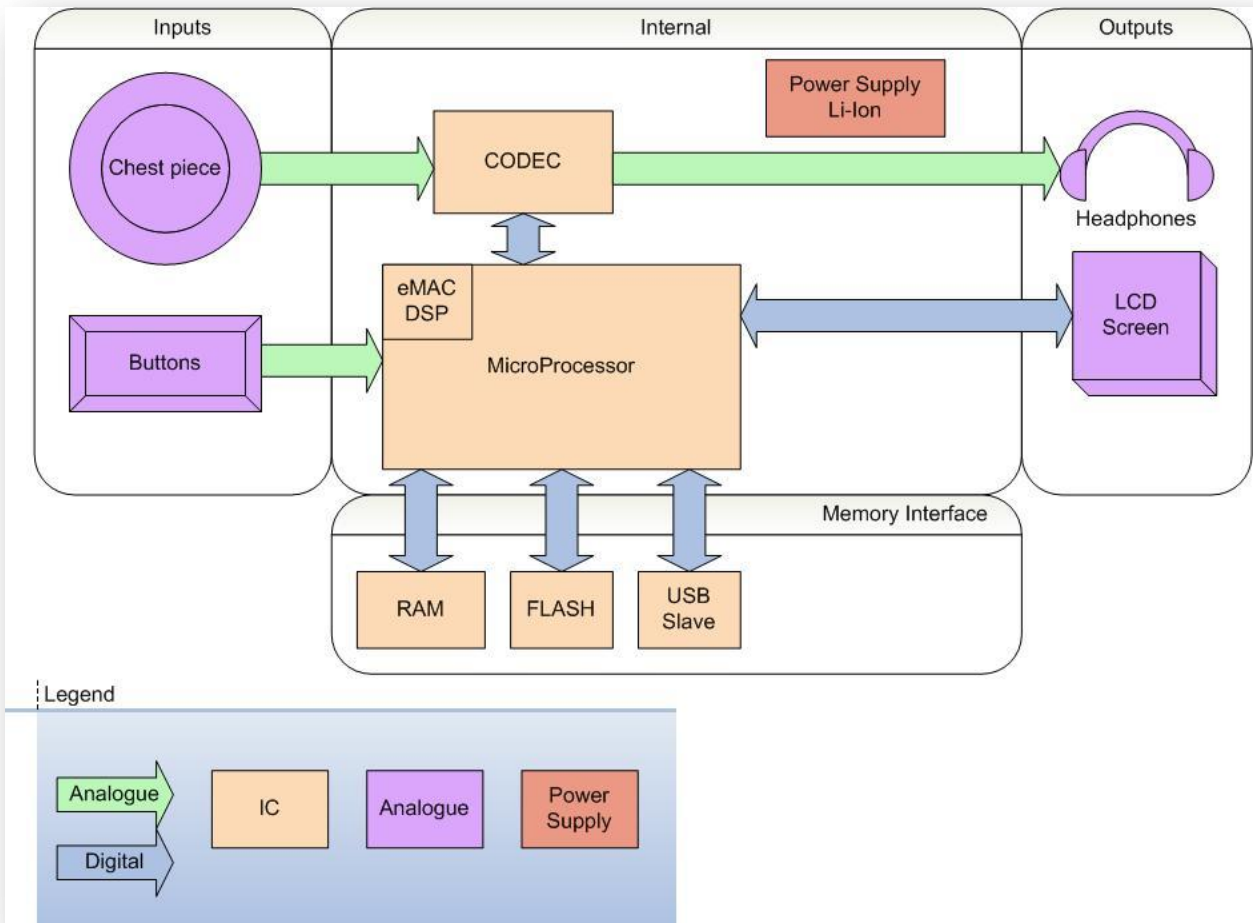 Inputs
Internal
Outputs
Chest piece
CODEC
Power Supply
Li-Ion
Headphones
Buttons
eMAC
DSP
MicroProcessor
LCD
Screen
Memory Interface
RAM
FLASH
USB
Slave
Legend
Analogue
Digital
IC
Analogue
Power
Supply